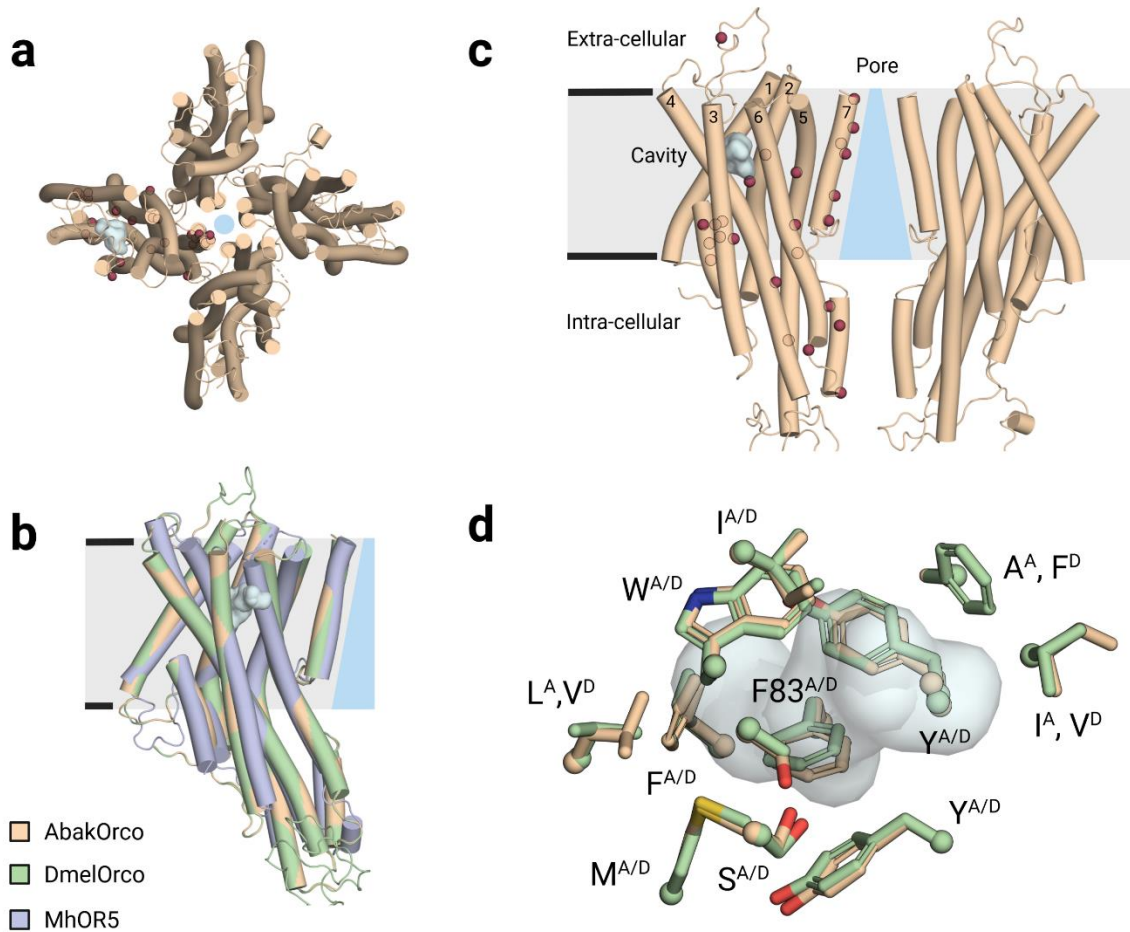 a
c
Extra-cellular
Pore
1
2
4
3
6
5
7
Cavity
Intra-cellular
b
AbakOrco
DmelOrco
MhOR5
d
I^A/D
A^A, F^D
W^A/D
L^A,V^D
F83^A/D
I^A, V^D
F^A/D
Y^A/D
Y^A/D
M^A/D
S^A/D